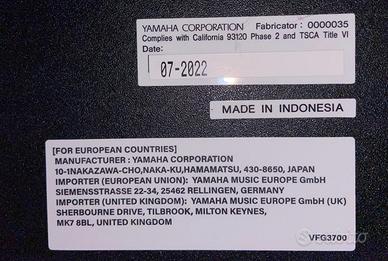 YAMAHA CORPORATION Fabricator: 0000035
Complies with California 93120 Phase 2 and TSCA Title VI
Date:
07-2022
MADE IN INDONESIA
[FOR EUROPEAN COUNTRIES]
MANUFACTURER : YAMAHA CORPORATION
10-1NAKAZAWA-CHO,NAKA-KU,HAMAMATSU, 430-8650, JAPAN
IMPORTER (EUROPEAN UNION): YAMAHA MUSIC EUROPE GmbH
SIEMENSSTRASSE 22-34, 25462 RELLINGEN, GERMANY
IMPORTER (UNITED KINGDOM): YAMAHA MUSIC EUROPE GmbH (UK)
SHERBOURNE DRIVE, TILBROOK, MILTON KEYNES,
MK7 8BL, UNITED KINGDOM
VFG3700
subito